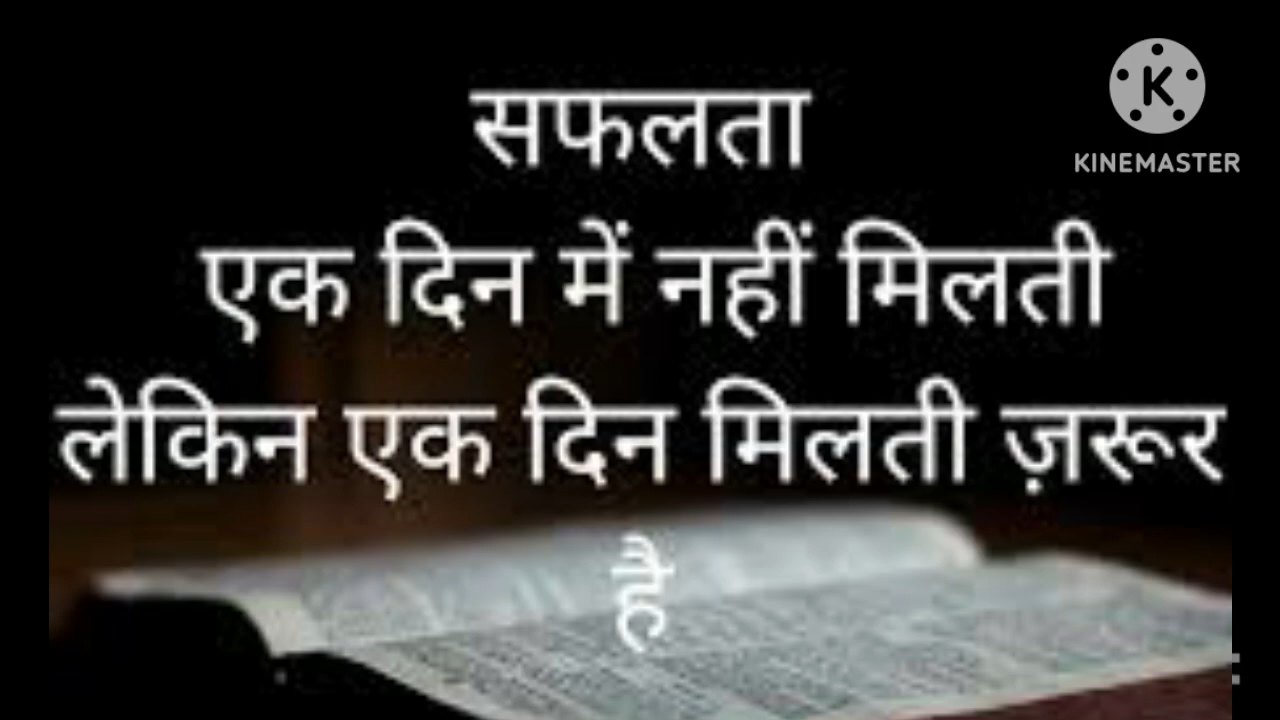 सफलता
एक दिन में नहीं मिलती
लेकिन एक दिन मिलती ज़रूर
है
KINEMASTER